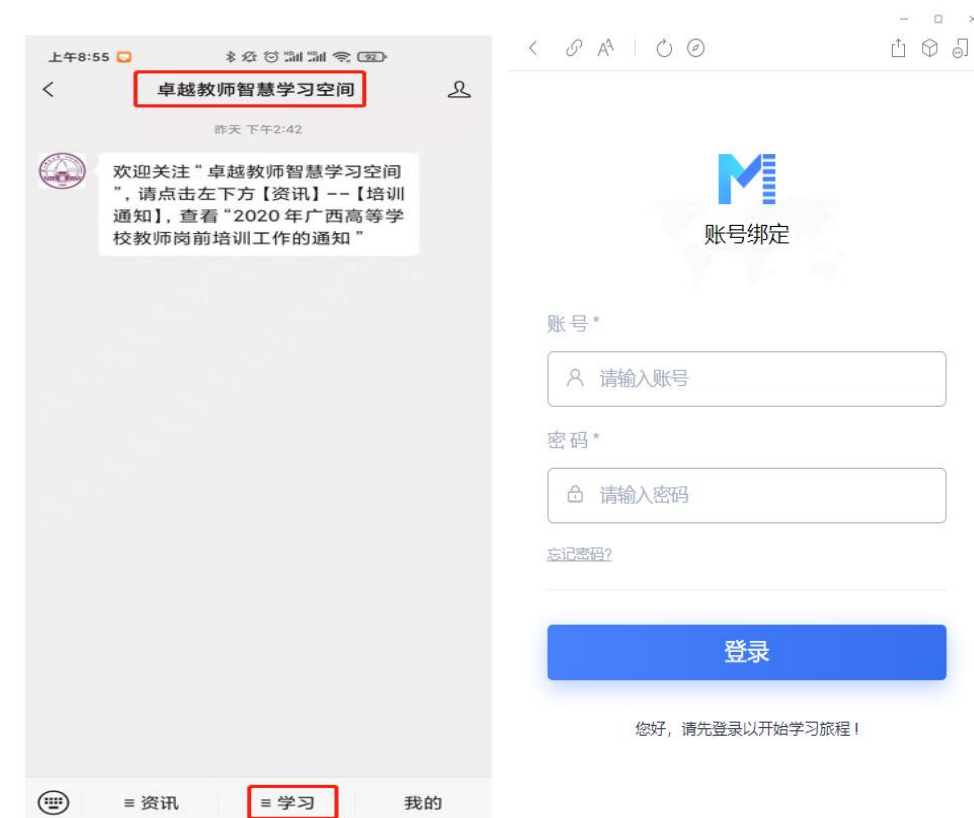 上午8:55
92
卓越教师智慧学习空间
昨天 下午2:42
欢迎关注“卓越教师智慧学习空间
”，请点击左下方【资讯】--【培训
通知】，查看“2020年广西高等学
校教师岗前培训工作的通知”
≡ 资讯
≡ 学习
我的
账号绑定
账 号 *
请输入账号
密 码 *
请输入密码
忘记密码?
登录
您好，请先登录以开始学习旅程！